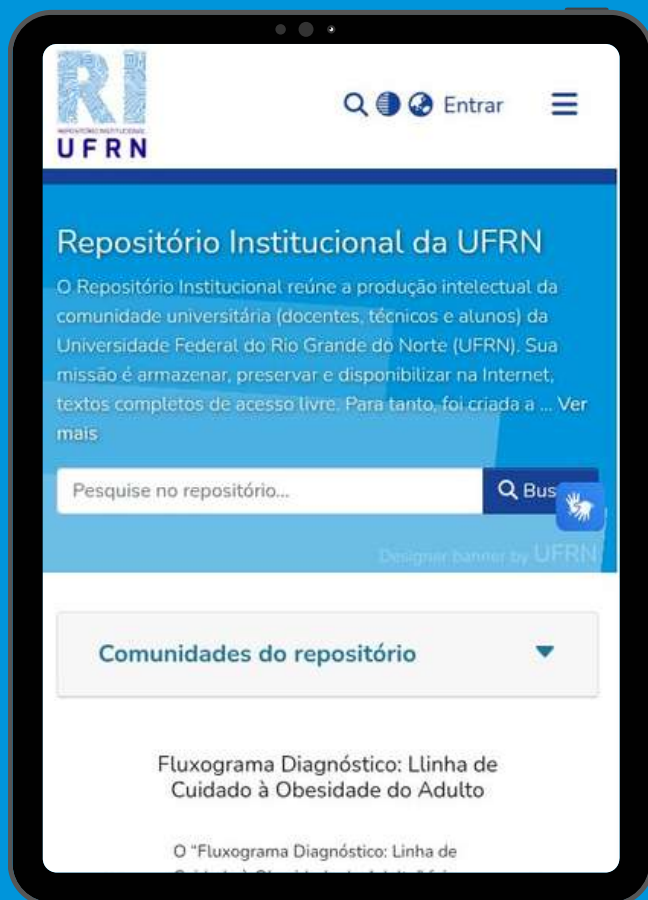 RI
REPOSITÓRIO INSTITUCIONAL
UFRN
Entrar
Repositório Institucional da UFRN
O Repositório Institucional reúne a produção intelectual da
comunidade universitária (docentes, técnicos e alunos) da
Universidade Federal do Rio Grande do Norte (UFRN). Sua
missão é armazenar, preservar e disponibilizar na Internet,
textos completos de acesso livre. Para tanto, foi criada a ... Ver
mais
Pesquise no repositório...
Bus
Designer banner by UFRN
Comunidades do repositório
Fluxograma Diagnóstico: Llinha de
Cuidado à Obesidade do Adulto
O “Fluxograma Diagnóstico: Linha de